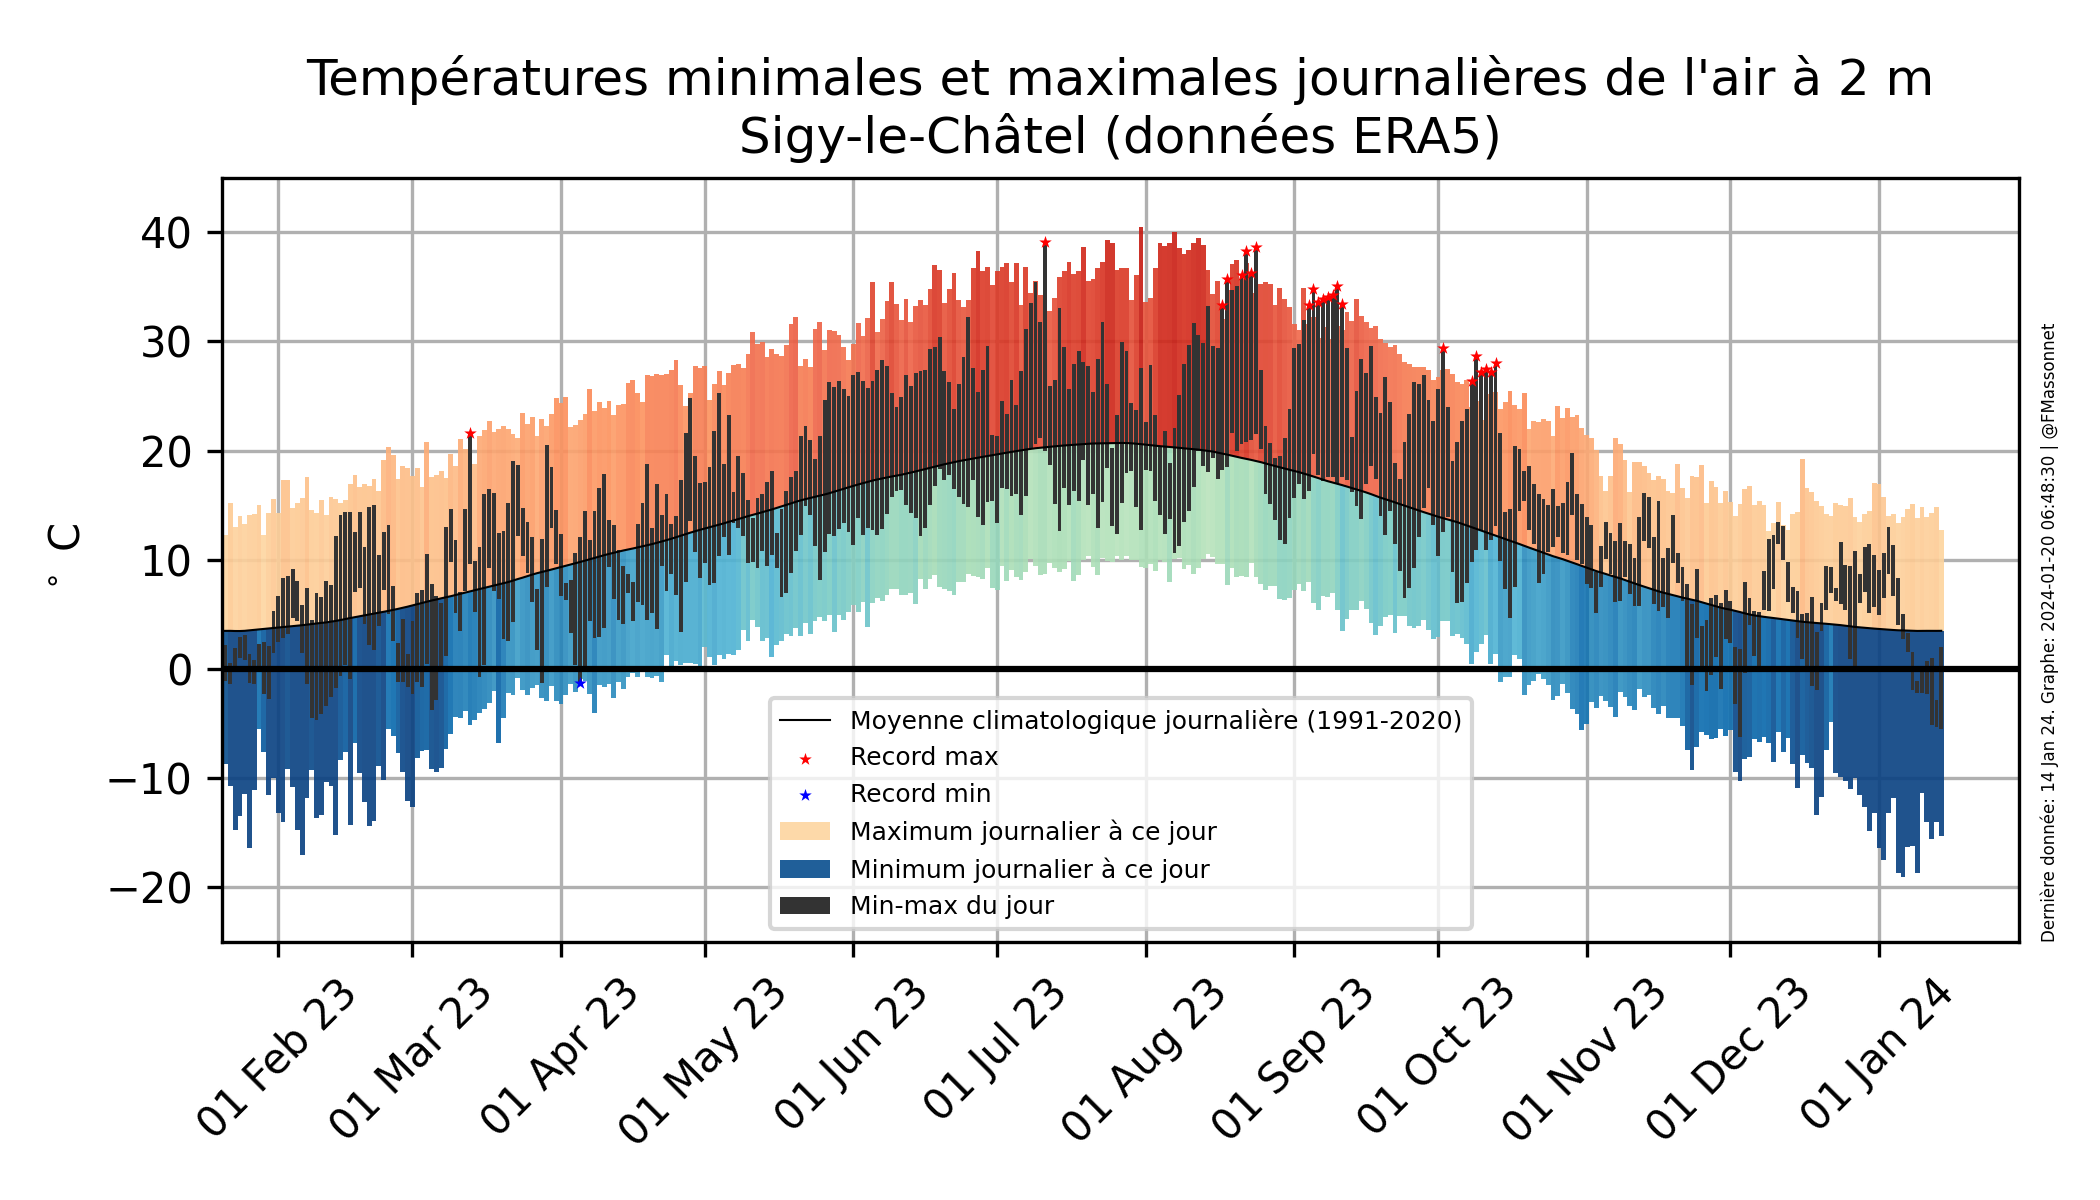 Températures minimales et maximales journalières de l'air à 2 m
Sigy-le-Châtel (données ERA5)
40
30
20
10
0
−10
−20
° C
Moyenne climatologique journalière (1991-2020)
Record max
Record min
Maximum journalier à ce jour
Minimum journalier à ce jour
Min-max du jour
01 Feb 23
01 Mar 23
01 Apr 23
01 May 23
01 Jun 23
01 Jul 23
01 Aug 23
01 Sep 23
01 Oct 23
01 Nov 23
01 Dec 23
01 Jan 24
Dernière donnée: 14 Jan 24. Graphe: 2024-01-20 06:48:30 | @FMassonnet